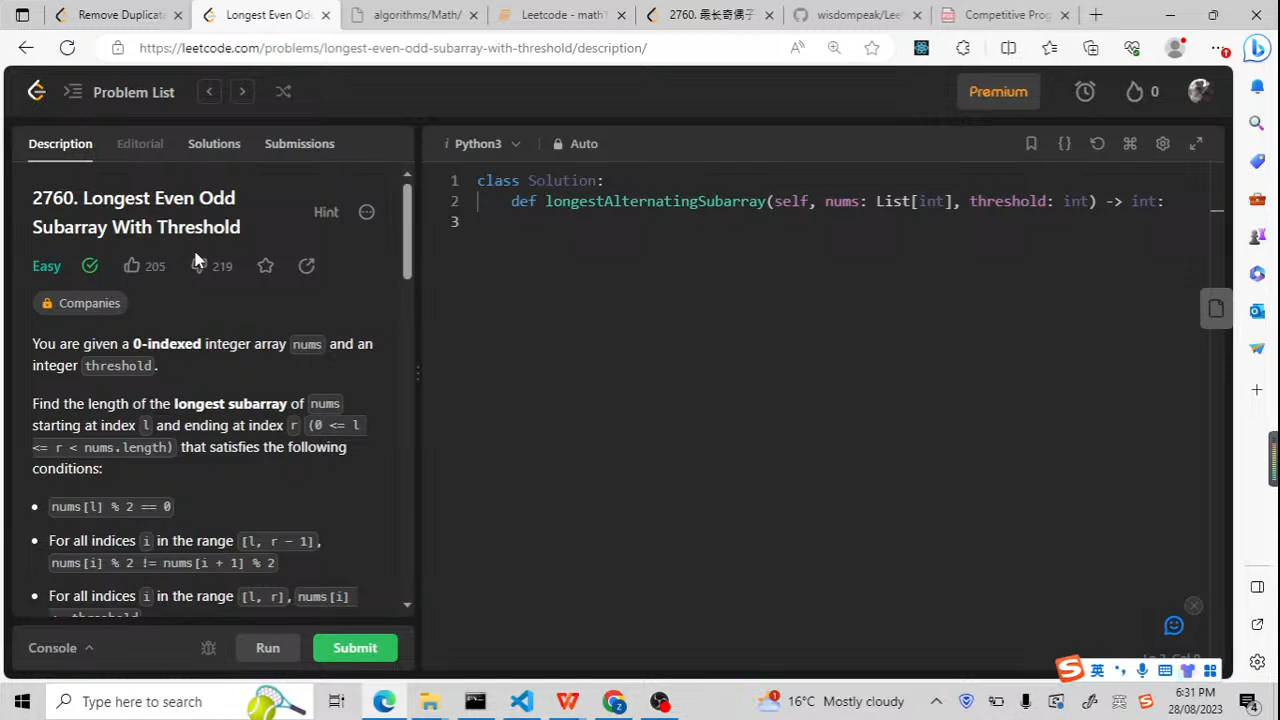 Remove Duplicata
Longest Even Odd
algorithms/Math/
Leetcode - mathT
2760. 最长奇偶子
wisdompeak/Leet
Competitive Prog
https://leetcode.com/problems/longest-even-odd-subarray-with-threshold/description/
Problem List
Premium
0
Description
Editorial
Solutions
Submissions
2760. Longest Even Odd
Subarray With Threshold
Hint
Easy
205
219
Companies
You are given a 0-indexed integer array nums and an
integer threshold.
Find the length of the longest subarray of nums
starting at index l and ending at index r (0 <= l
<= r < nums.length) that satisfies the following
conditions:
nums[l] % 2 == 0
For all indices i in the range [l, r - 1],
nums[i] % 2 != nums[i + 1] % 2
For all indices i in the range [l, r], nums[i]
Console
Run
Submit
i Python3
Auto
1 class Solution:
2 def longestAlternatingSubarray(self, nums: List[int], threshold: int) -> int:
3
英
Type here to search
1
16°C Mostly cloudy
6:31 PM
28/08/2023
4